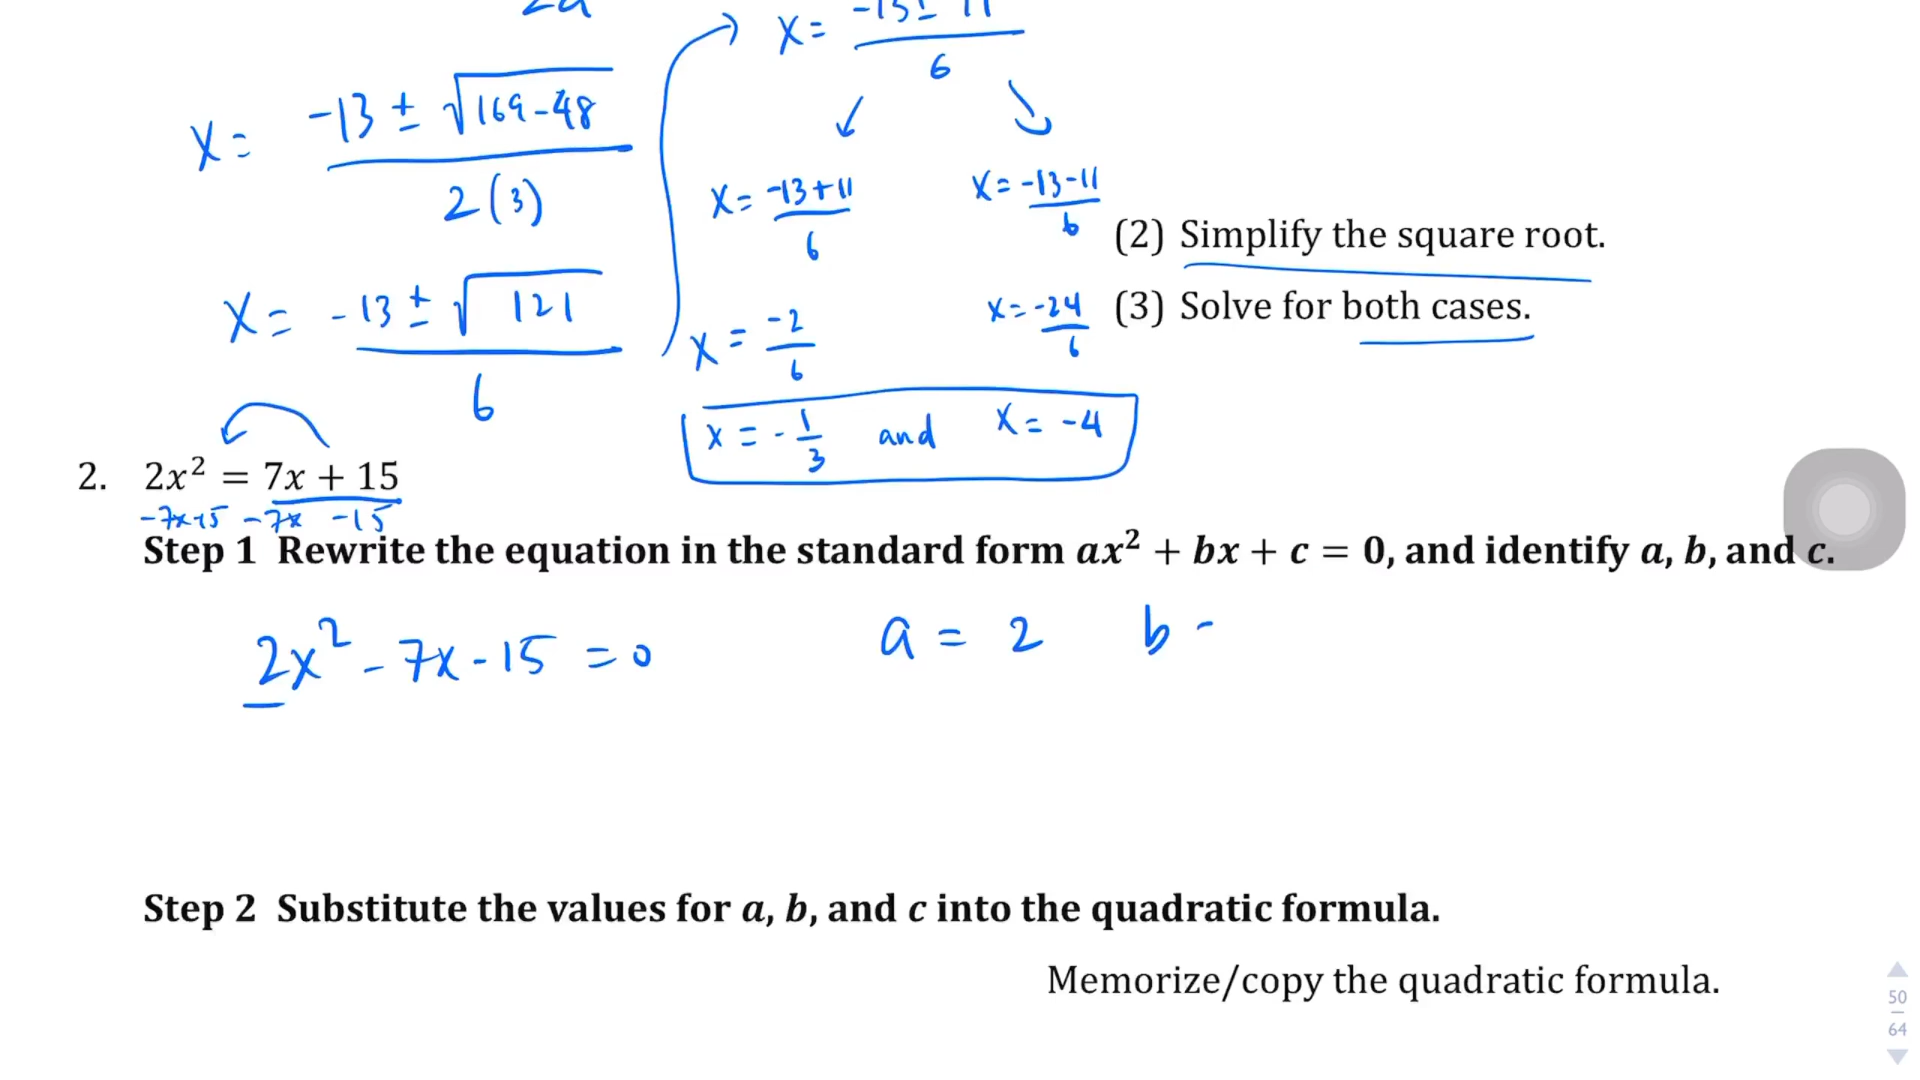 2a
x = -13 ± 11 / 6
x = -13 ± √169-48 / 2(3)
x = -13+11 / 6
x = -13-11 / 6
(2) Simplify the square root.
x = -13 ± √121 / 6
x = -2 / 6
x = -24 / 6
(3) Solve for both cases.
x = -1/3 and x = -4
2. 2x² = 7x + 15
-7x-15 -7x -15
Step 1 Rewrite the equation in the standard form ax² + bx + c = 0, and identify a, b, and c.
2x² - 7x - 15 = 0
a = 2 b -
Step 2 Substitute the values for a, b, and c into the quadratic formula.
Memorize/copy the quadratic formula.
50
64